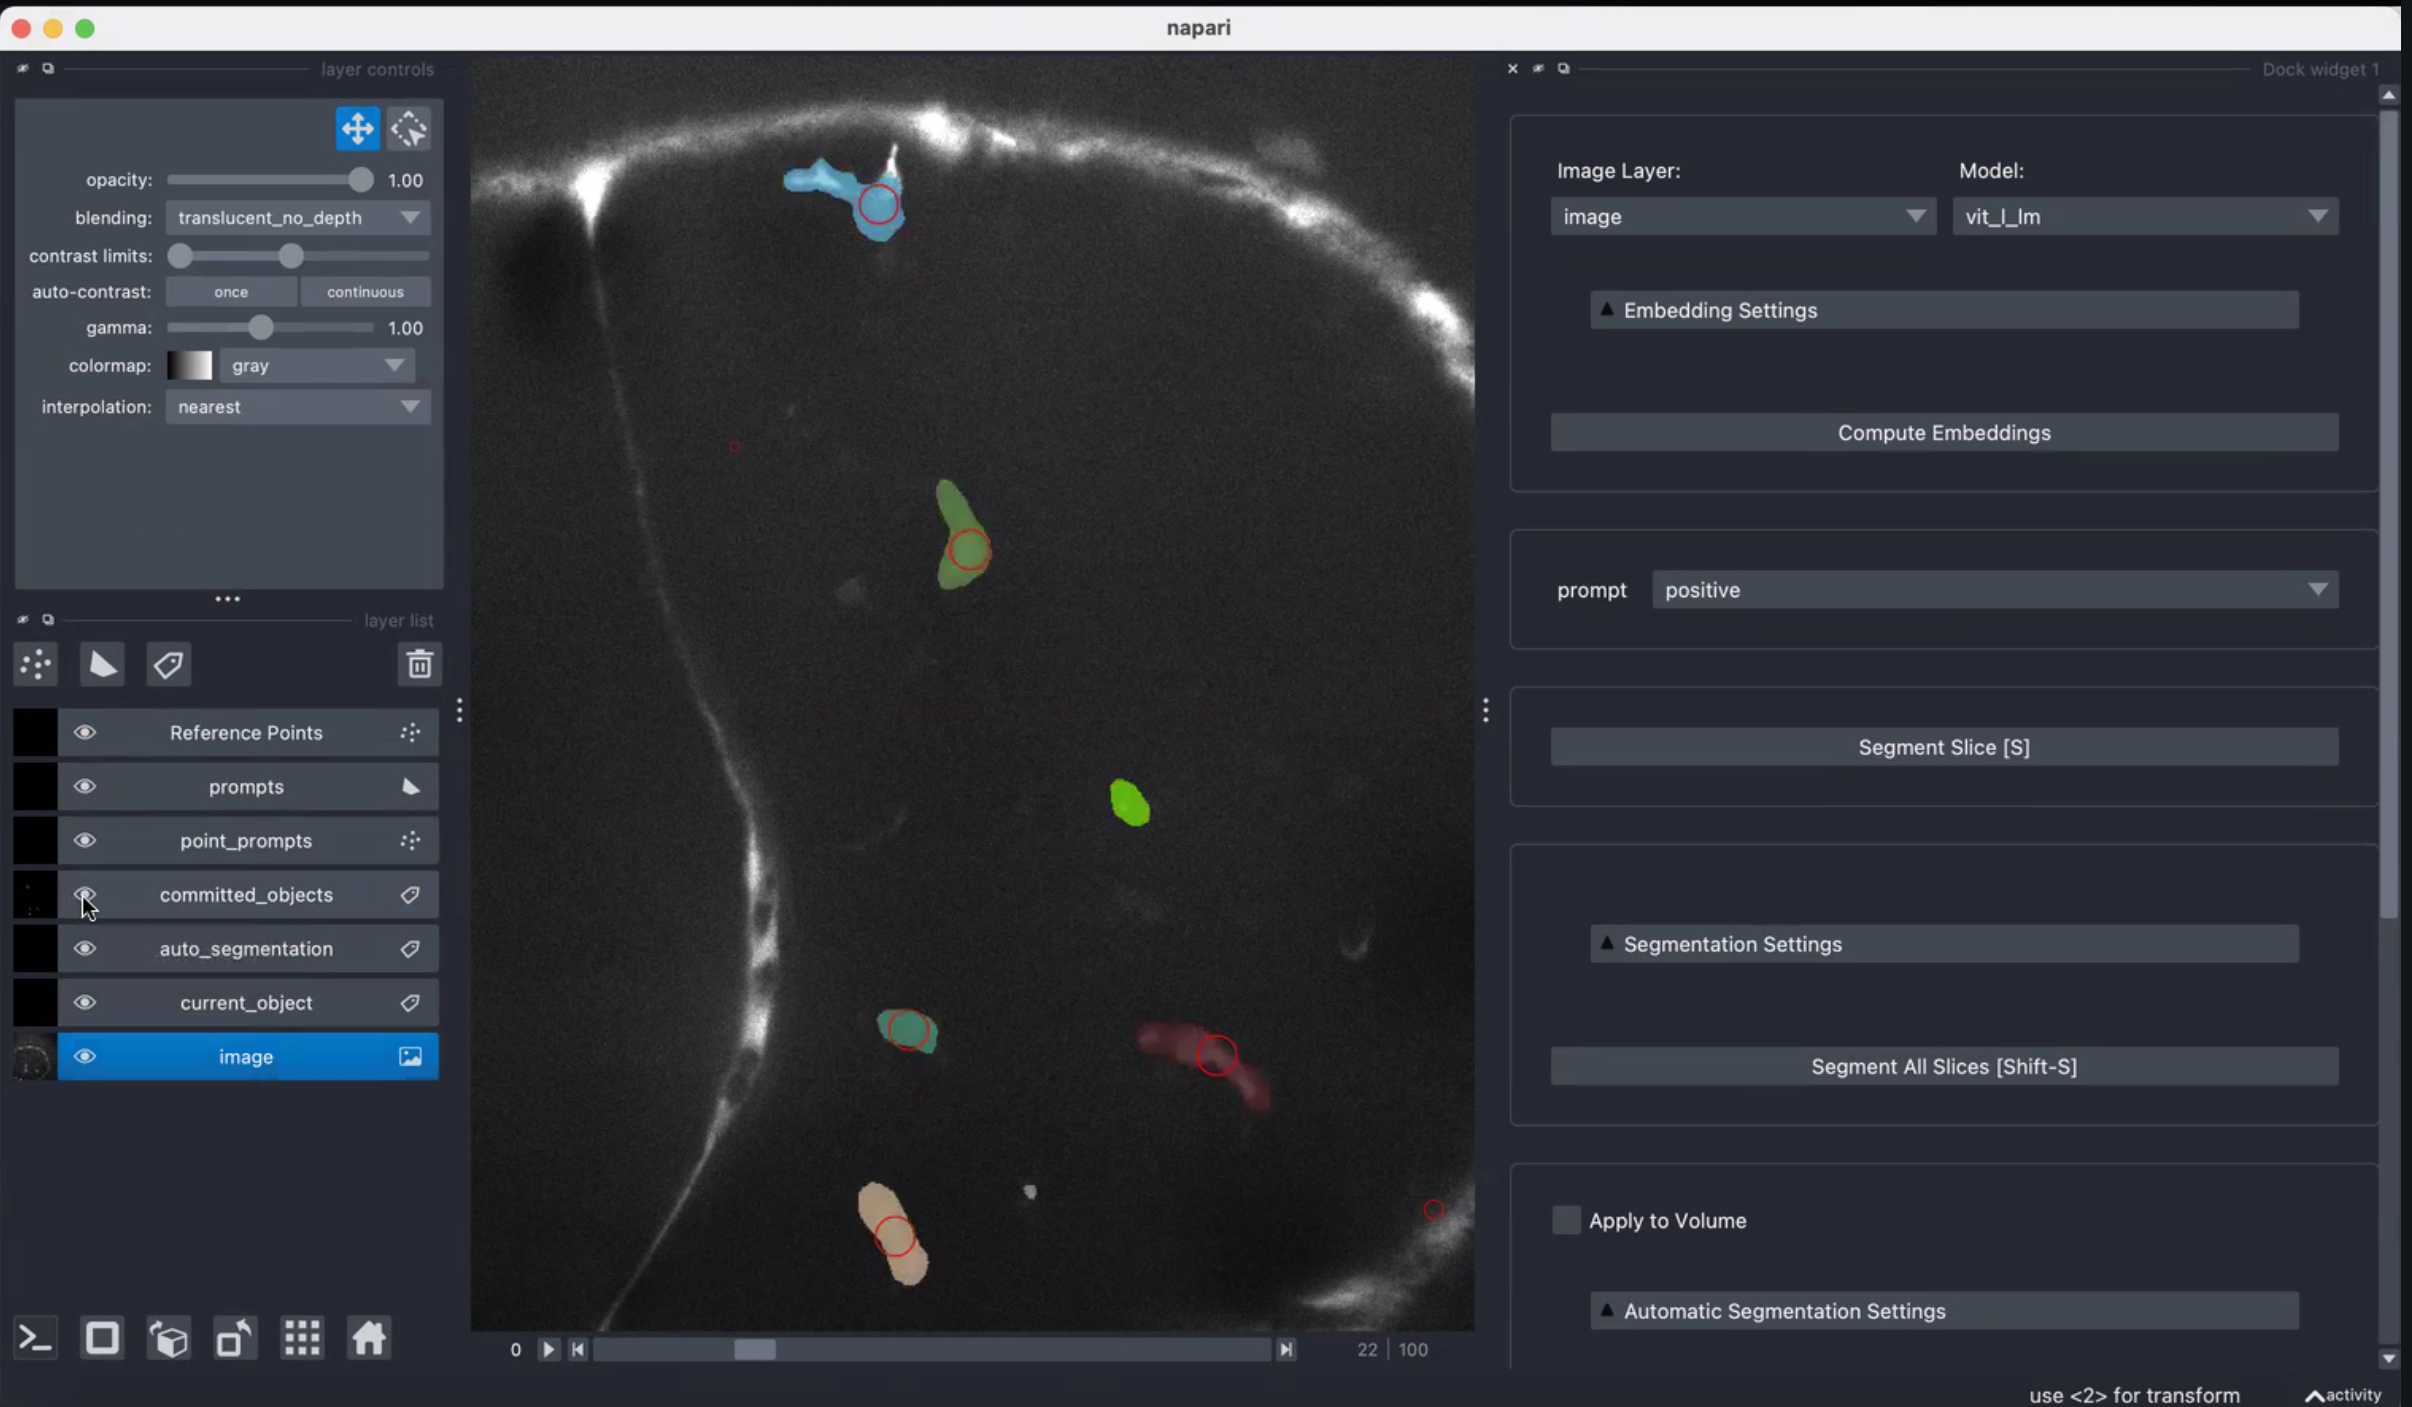 napari
layer controls
opacity: 1.00
blending: translucent_no_depth
contrast limits:
auto-contrast: once continuous
gamma: 1.00
colormap: gray
interpolation: nearest
layer list
Reference Points
prompts
point_prompts
committed_objects
auto_segmentation
current_object
image
0 22 | 100
Dock widget 1
Image Layer: Model:
image vit_l_lm
Embedding Settings
Compute Embeddings
prompt positive
Segment Slice [S]
Segmentation Settings
Segment All Slices [Shift-S]
Apply to Volume
Automatic Segmentation Settings
use <2> for transform activity